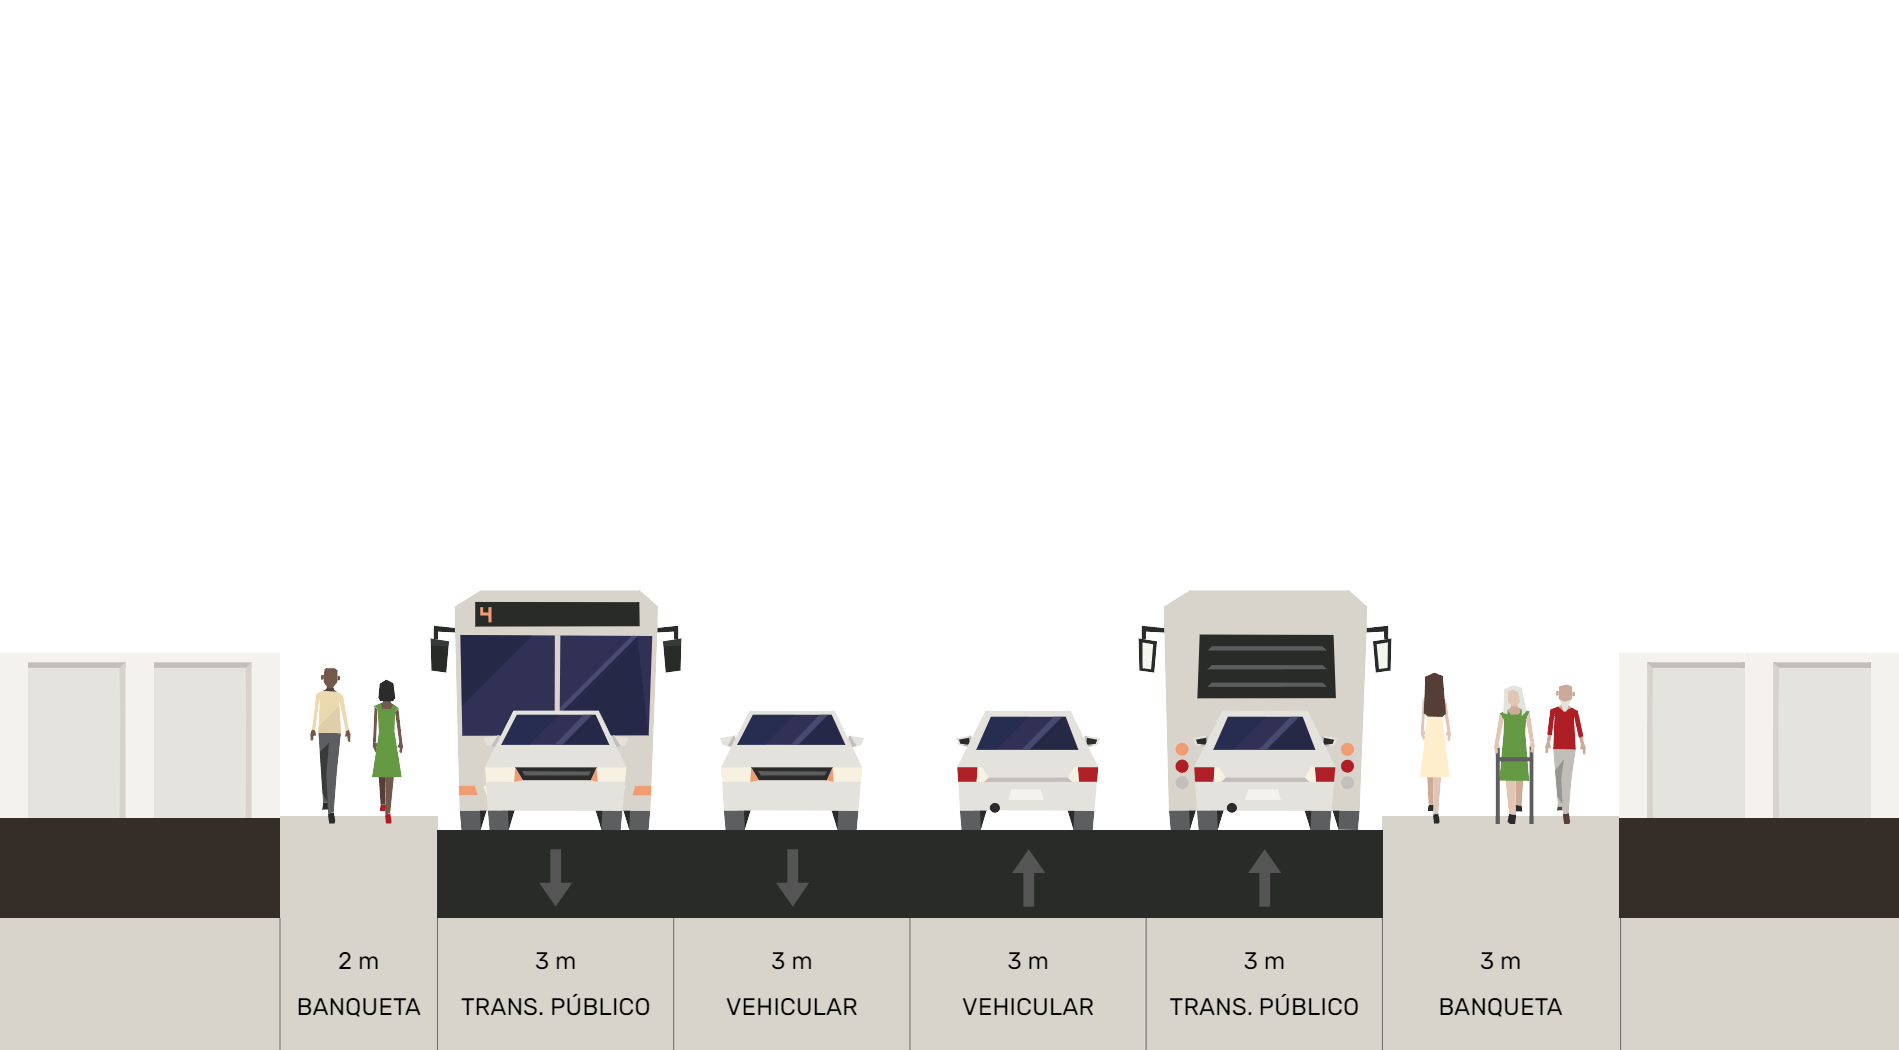 4
2 m
BANQUETA
3 m
TRANS. PÚBLICO
3 m
VEHICULAR
3 m
VEHICULAR
3 m
TRANS. PÚBLICO
3 m
BANQUETA